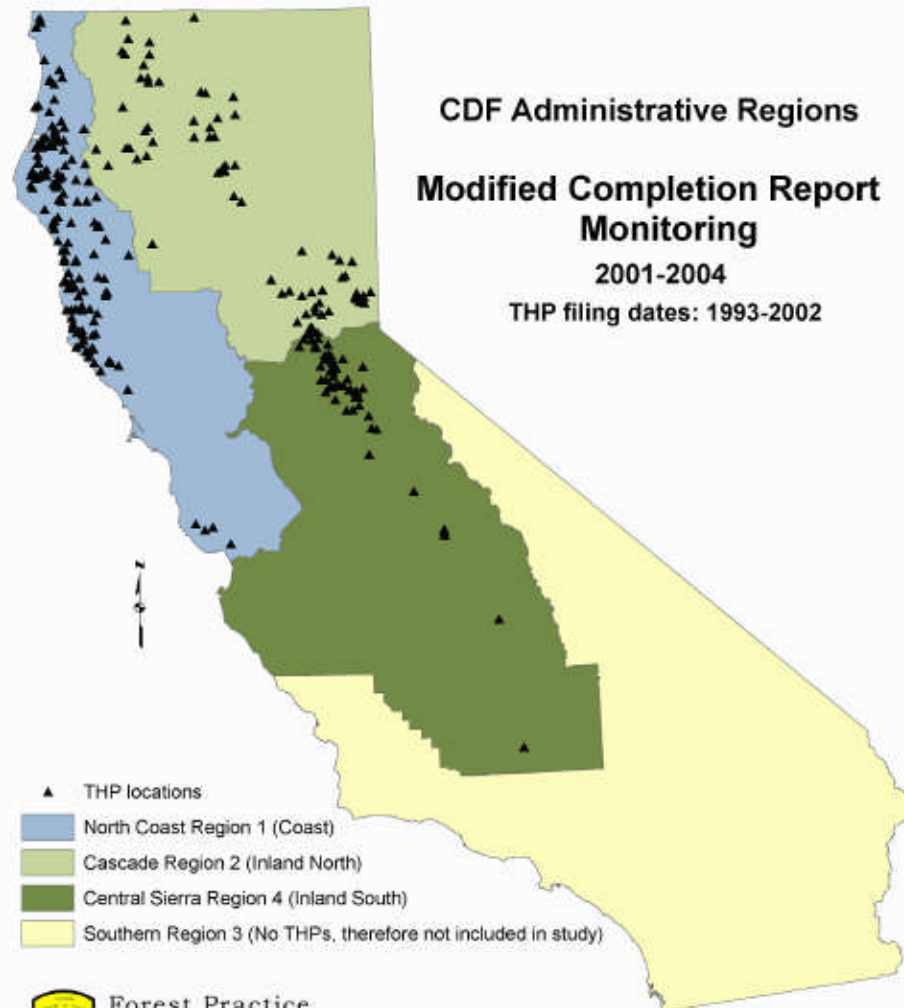 CDF Administrative Regions
Modified Completion Report
Monitoring
2001-2004
THP filing dates: 1993-2002
N
THP locations
North Coast Region 1 (Coast)
Cascade Region 2 (Inland North)
Central Sierra Region 4 (Inland South)
Southern Region 3 (No THPs, therefore not included in study)
Forest Practice